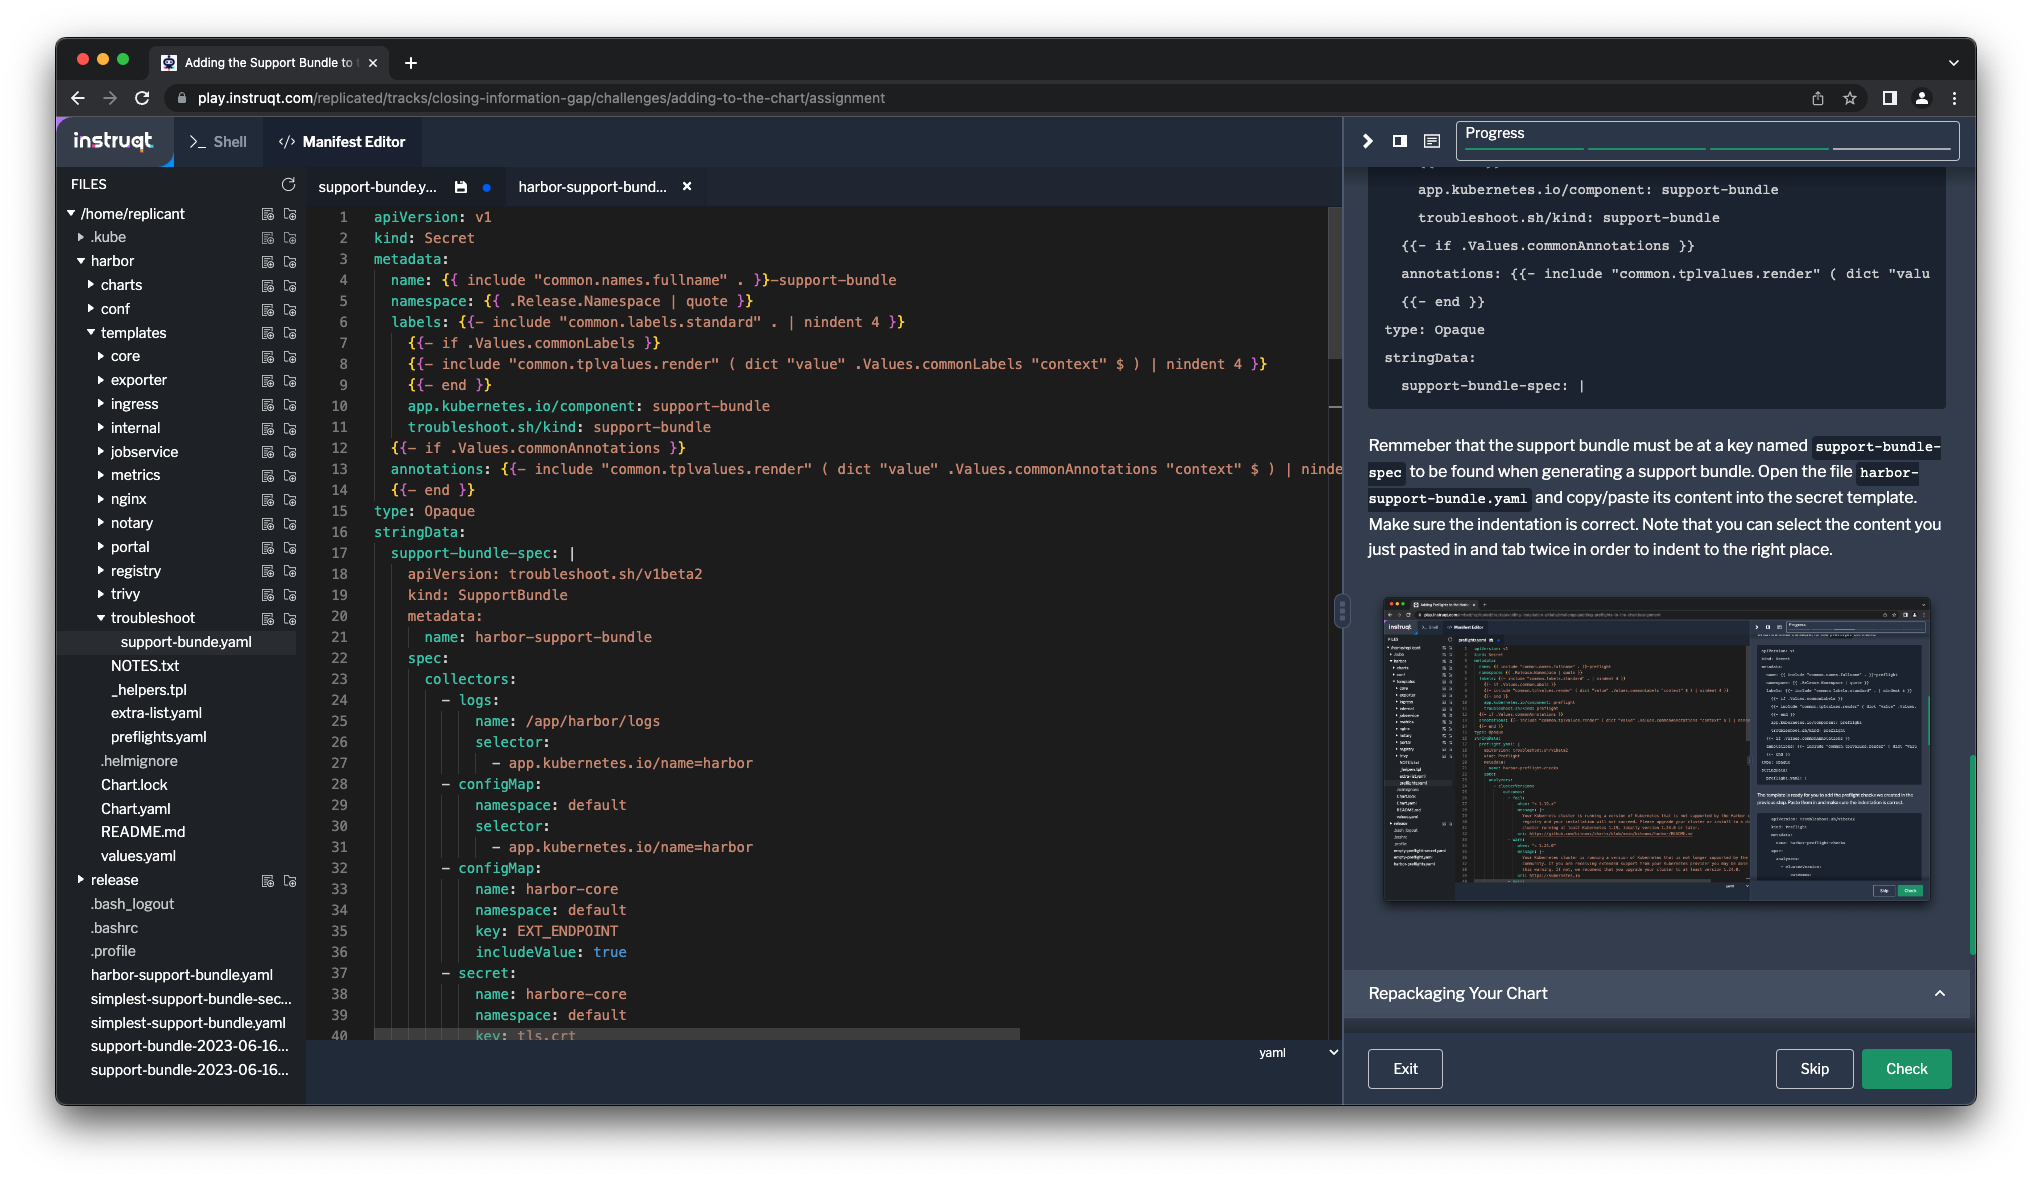 Adding the Support Bundle to t
play.instruqt.com/replicated/tracks/closing-information-gap/challenges/adding-to-the-chart/assignment
instruqt
>_ Shell
</> Manifest Editor
Progress
FILES
/home/replicant
.kube
harbor
charts
conf
templates
core
exporter
ingress
internal
jobservice
metrics
nginx
notary
portal
registry
trivy
troubleshoot
support-bunde.yaml
NOTES.txt
_helpers.tpl
extra-list.yaml
preflights.yaml
.helmignore
Chart.lock
Chart.yaml
README.md
values.yaml
release
.bash_logout
.bashrc
.profile
harbor-support-bundle.yaml
simplest-support-bundle-sec...
simplest-support-bundle.yaml
support-bundle-2023-06-16...
support-bundle-2023-06-16...
support-bunde.y...
harbor-support-bund...
1 apiVersion: v1
2 kind: Secret
3 metadata:
4 name: {{ include "common.names.fullname" . }}-support-bundle
5 namespace: {{ .Release.Namespace | quote }}
6 labels: {{- include "common.labels.standard" . | nindent 4 }}
7 {{- if .Values.commonLabels }}
8 {{- include "common.tplvalues.render" ( dict "value" .Values.commonLabels "context" $ ) | nindent 4 }}
9 {{- end }}
10 app.kubernetes.io/component: support-bundle
11 troubleshoot.sh/kind: support-bundle
12 {{- if .Values.commonAnnotations }}
13 annotations: {{- include "common.tplvalues.render" ( dict "value" .Values.commonAnnotations "context" $ ) | ninde
14 {{- end }}
15 type: Opaque
16 stringData:
17 support-bundle-spec: |
18 apiVersion: troubleshoot.sh/v1beta2
19 kind: SupportBundle
20 metadata:
21 name: harbor-support-bundle
22 spec:
23 collectors:
24 - logs:
25 name: /app/harbor/logs
26 selector:
27 - app.kubernetes.io/name=harbor
28 - configMap:
29 namespace: default
30 selector:
31 - app.kubernetes.io/name=harbor
32 - configMap:
33 name: harbor-core
34 namespace: default
35 key: EXT_ENDPOINT
36 includeValue: true
37 - secret:
38 name: harbore-core
39 namespace: default
40 key: tls.crt
yaml
app.kubernetes.io/component: support-bundle
troubleshoot.sh/kind: support-bundle
{{- if .Values.commonAnnotations }}
annotations: {{- include "common.tplvalues.render" ( dict "valu
{{- end }}
type: Opaque
stringData:
support-bundle-spec: |
Remmeber that the support bundle must be at a key named support-bundle-
spec to be found when generating a support bundle. Open the file harbor-
support-bundle.yaml and copy/paste its content into the secret template.
Make sure the indentation is correct. Note that you can select the content you
just pasted in and tab twice in order to indent to the right place.
Repackaging Your Chart
Exit
Skip
Check